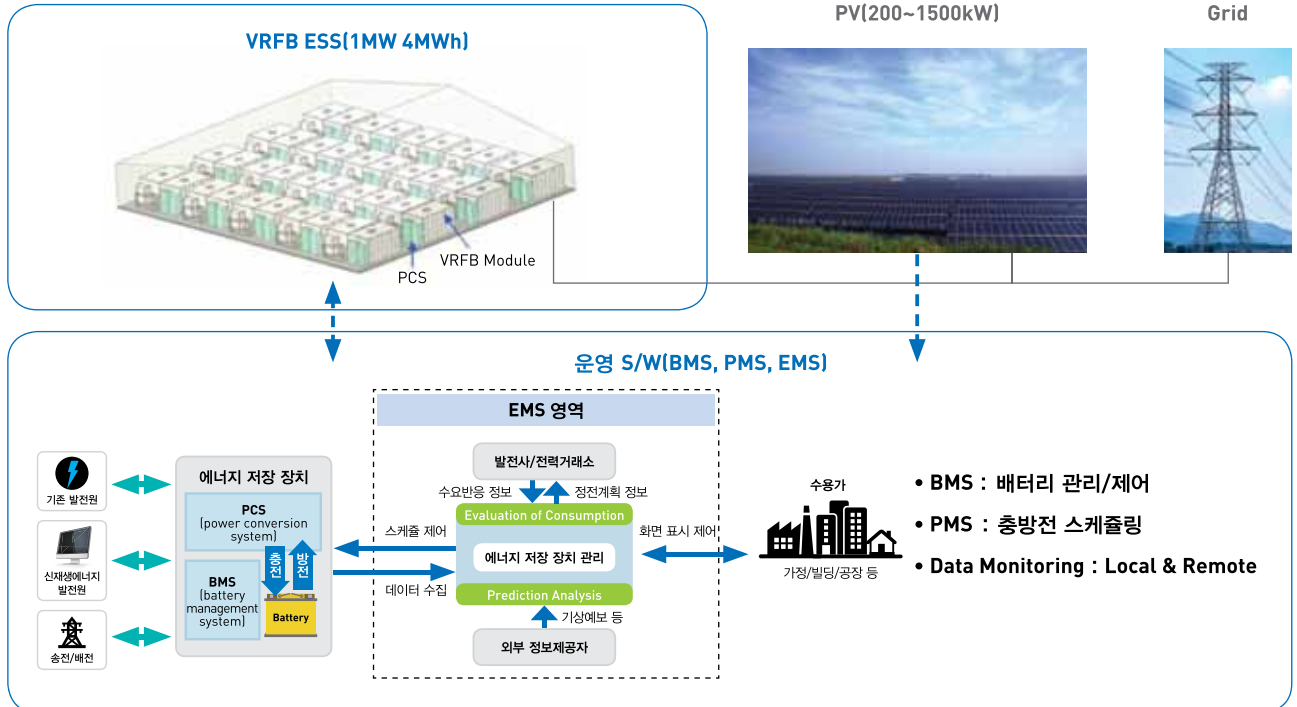 VRFB ESS(1MW 4MWh)
PV(200~1500kW)
Grid
VRFB Module
PCS
운영 S/W(BMS, PMS, EMS)
EMS 영역
기존 발전원
신재생에너지
발전원
송전/배전
에너지 저장 장치
PCS
(power conversion
system)
충전
방전
BMS
(battery
management
system)
Battery
스케쥴 제어
데이터 수집
발전사/전력거래소
수요반응 정보
정전계획 정보
Evaluation of Consumption
에너지 저장 장치 관리
Prediction Analysis
기상예보 등
외부 정보제공자
화면 표시 제어
수용가
가정/빌딩/공장 등
• BMS : 배터리 관리/제어
• PMS : 충방전 스케쥴링
• Data Monitoring : Local & Remote